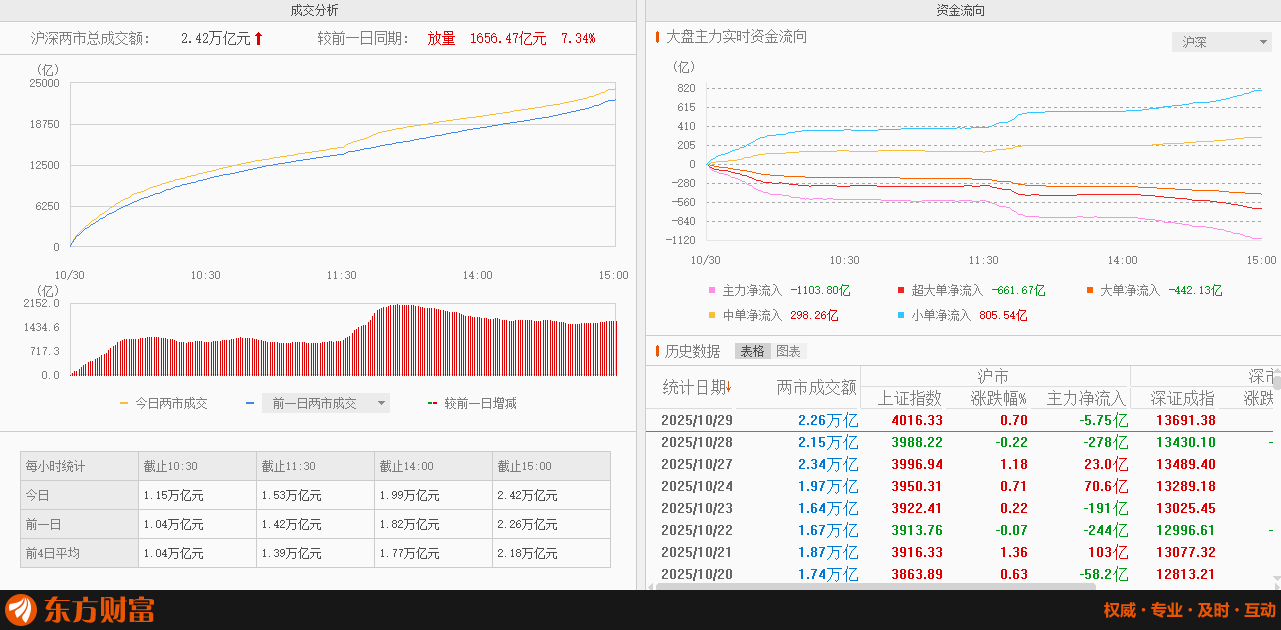 成交分析
沪深两市总成交额: 2.42万亿元 较前一日同期: 放量 1656.47亿元 7.34%
(亿)
25000
18750
12500
6250
0
10/30 10:30 11:30 14:00 15:00
(亿)
2152.0
1434.6
717.3
0.0
今日两市成交 前一日两市成交 较前一日增减
每小时统计 截止10:30 截止11:30 截止14:00 截止15:00
今日 1.15万亿元 1.53万亿元 1.99万亿元 2.42万亿元
前一日 1.04万亿元 1.42万亿元 1.82万亿元 2.26万亿元
前4日平均 1.04万亿元 1.39万亿元 1.77万亿元 2.18万亿元
资金流向
大盘主力实时资金流向 沪深
(亿)
820
615
410
205
0
-280
-560
-840
-1120
10/30 10:30 11:30 14:00 15:00
主力净流入 -1103.80亿 超大单净流入 -661.67亿 大单净流入 -442.13亿
中单净流入 298.26亿 小单净流入 805.54亿
历史数据 表格 图表
沪市 深市
统计日期↓ 两市成交额 上证指数 涨跌幅% 主力净流入 深证成指 涨跌
2025/10/29 2.26万亿 4016.33 0.70 -5.75亿 13691.38
2025/10/28 2.15万亿 3988.22 -0.22 -278亿 13430.10 -
2025/10/27 2.34万亿 3996.94 1.18 23.0亿 13489.40
2025/10/24 1.97万亿 3950.31 0.71 70.6亿 13289.18
2025/10/23 1.64万亿 3922.41 0.22 -191亿 13025.45
2025/10/22 1.67万亿 3913.76 -0.07 -244亿 12996.61 -
2025/10/21 1.87万亿 3916.33 1.36 103亿 13077.32
2025/10/20 1.74万亿 3863.89 0.63 -58.2亿 12813.21
东方财富
权威·专业·及时·互动